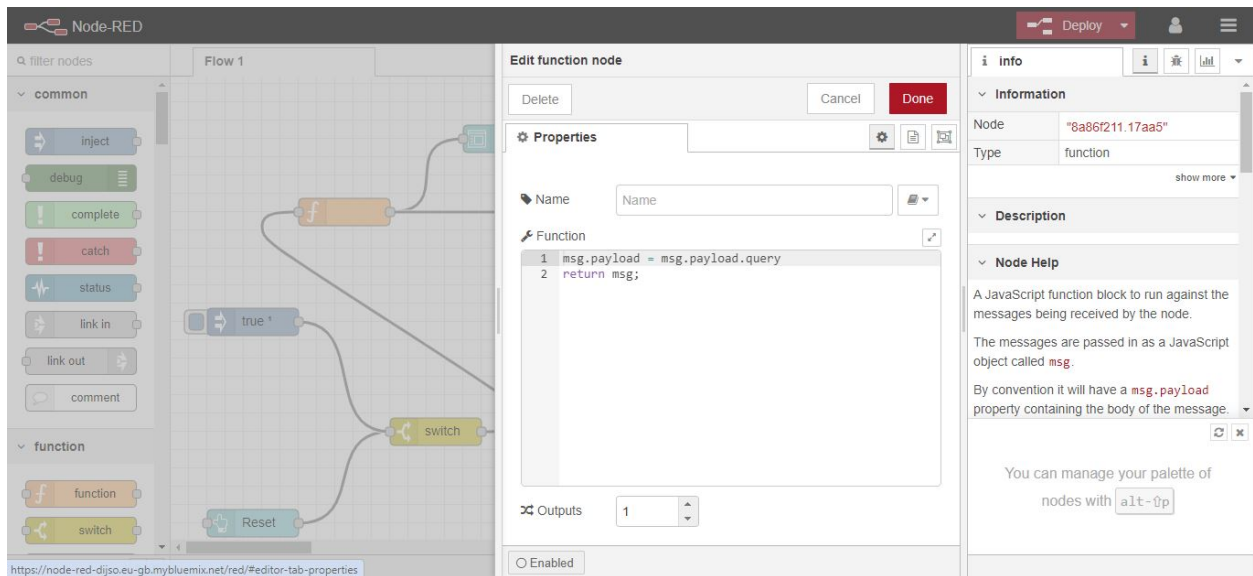 Node-RED
Deploy
filter nodes
Flow 1
common
inject
debug
complete
catch
status
link in
link out
comment
function
function
switch
true *
switch
Reset
Edit function node
Delete
Cancel
Done
Properties
Name
Name
Function
1 msg.payload = msg.payload.query
2 return msg;
Outputs
1
Enabled
i info
i
Information
Node "8a86f211.17aa5"
Type function
show more
Description
Node Help
A JavaScript function block to run against the
messages being received by the node.
The messages are passed in as a JavaScript
object called msg.
By convention it will have a msg.payload
property containing the body of the message.
You can manage your palette of
nodes with alt-⇧p
https://node-red-dijso.eu-gb.mybluemix.net/red/#editor-tab-properties